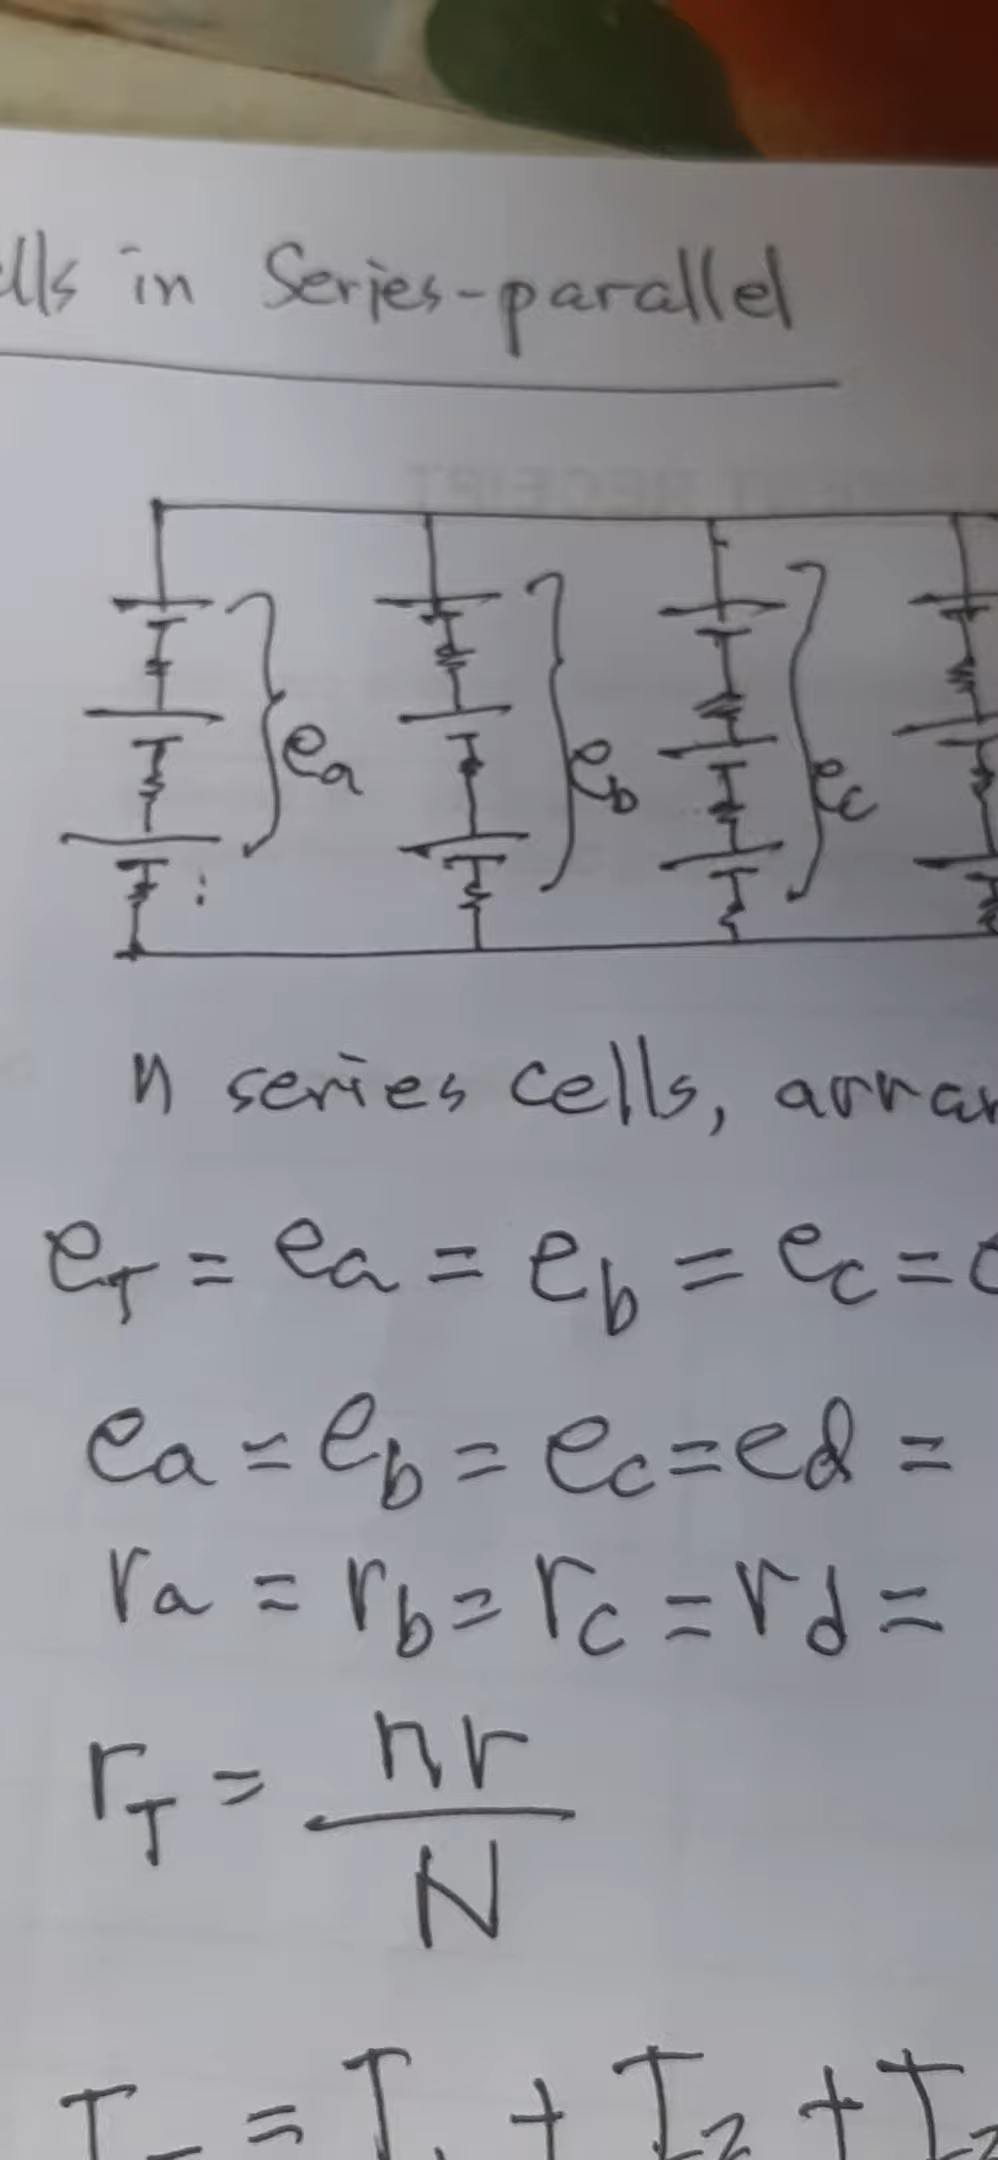 lls in Series-parallel
ea eb ec
n series cells, arra
eT = ea = eb = ec =
ea = eb = ec = ed =
ra = rb = rc = rd =
rT = nr
N
= I + I2 + I